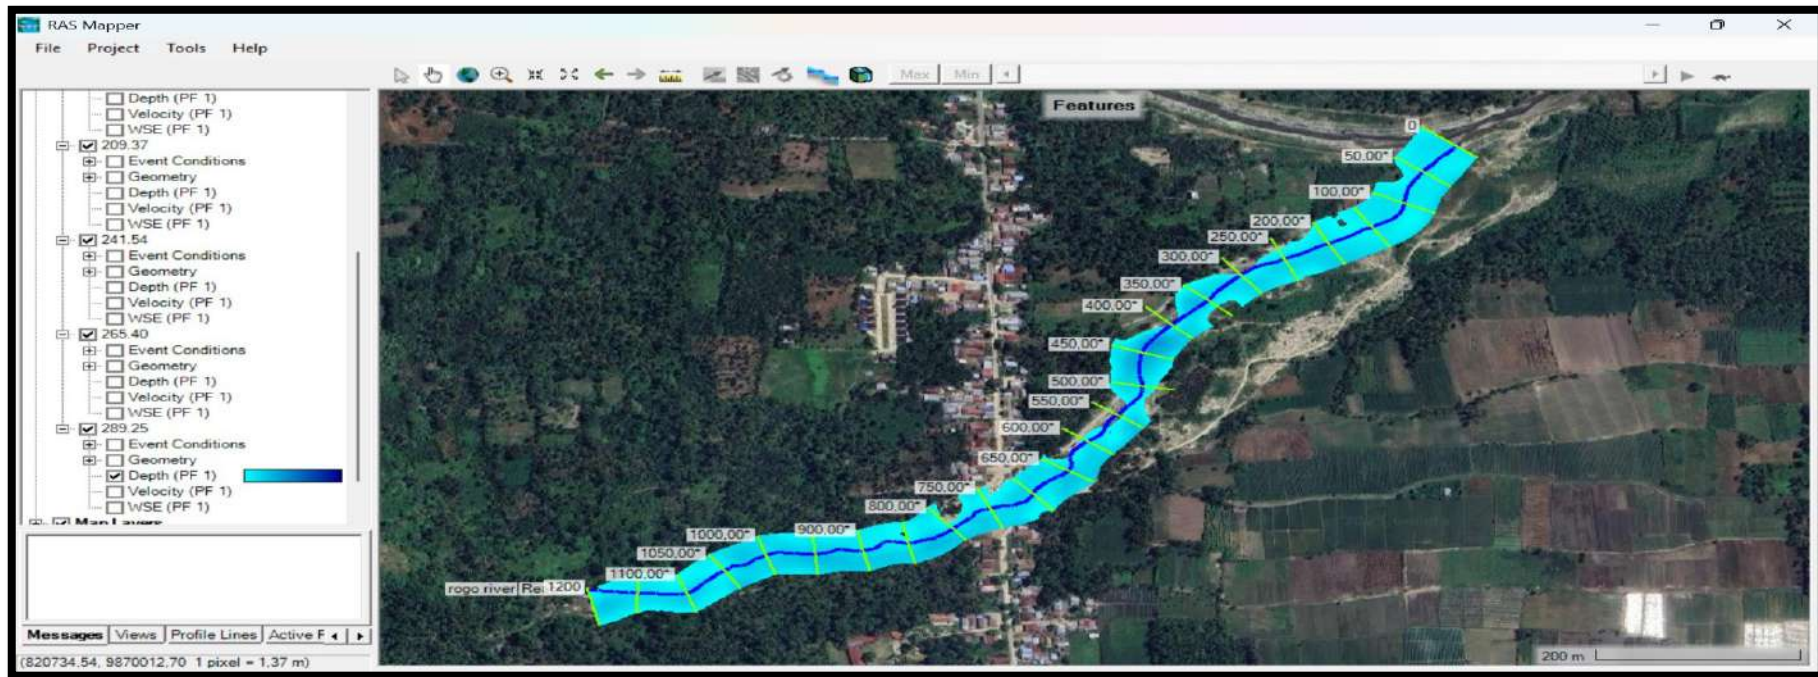 RAS Mapper
File Project Tools Help
Max Min
Depth (PF 1)
Velocity (PF 1)
WSE (PF 1)
209.37
Event Conditions
Geometry
Depth (PF 1)
Velocity (PF 1)
WSE (PF 1)
241.54
Event Conditions
Geometry
Depth (PF 1)
Velocity (PF 1)
WSE (PF 1)
265.40
Event Conditions
Geometry
Depth (PF 1)
Velocity (PF 1)
WSE (PF 1)
289.25
Event Conditions
Geometry
Depth (PF 1)
Velocity (PF 1)
WSE (PF 1)
Map Layers
Messages Views Profile Lines Active F
(820734.54, 9870012,70 1 pixel = 1,37 m)
Features
0
50,00*
100,00*
200,00*
250,00*
300,00*
350,00*
400,00*
450,00*
500,00*
550,00*
600,00*
650,00*
750,00*
800,00*
900,00*
1000,00*
1050,00*
1100,00*
rogo river Re 1200
200 m